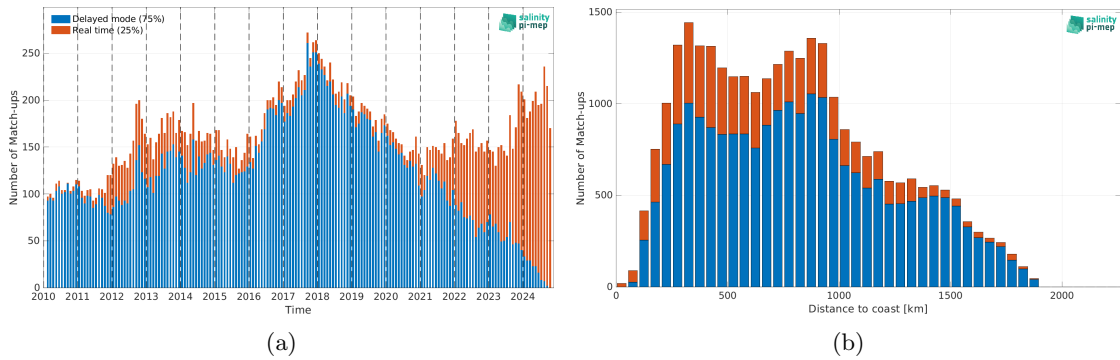 Delayed mode (75%)
Real time (25%)
salinity
pi-mep
Number of Match-ups
250
200
150
100
50
0
2010 2011 2012 2013 2014 2015 2016 2017 2018 2019 2020 2021 2022 2023 2024
Time
(a)
salinity
pi-mep
Number of Match-ups
1500
1000
500
0
0 500 1000 1500 2000
Distance to coast [km]
(b)